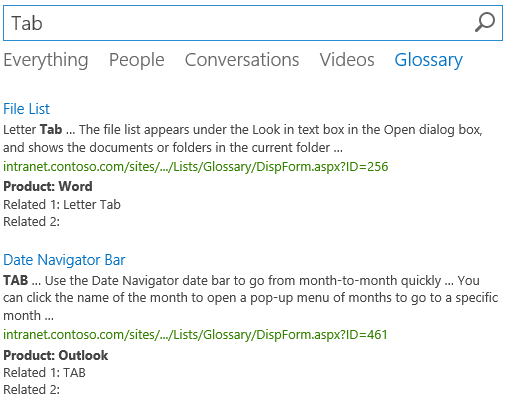 Tab
Everything People Conversations Videos Glossary
File List
Letter Tab ... The file list appears under the Look in text box in the Open dialog box,
and shows the documents or folders in the current folder ...
intranet.contoso.com/sites/.../Lists/Glossary/DispForm.aspx?ID=256
Product: Word
Related 1: Letter Tab
Related 2:
Date Navigator Bar
TAB ... Use the Date Navigator date bar to go from month-to-month quickly ... You
can click the name of the month to open a pop-up menu of months to go to a specific
month ...
intranet.contoso.com/sites/.../Lists/Glossary/DispForm.aspx?ID=461
Product: Outlook
Related 1: TAB
Related 2: